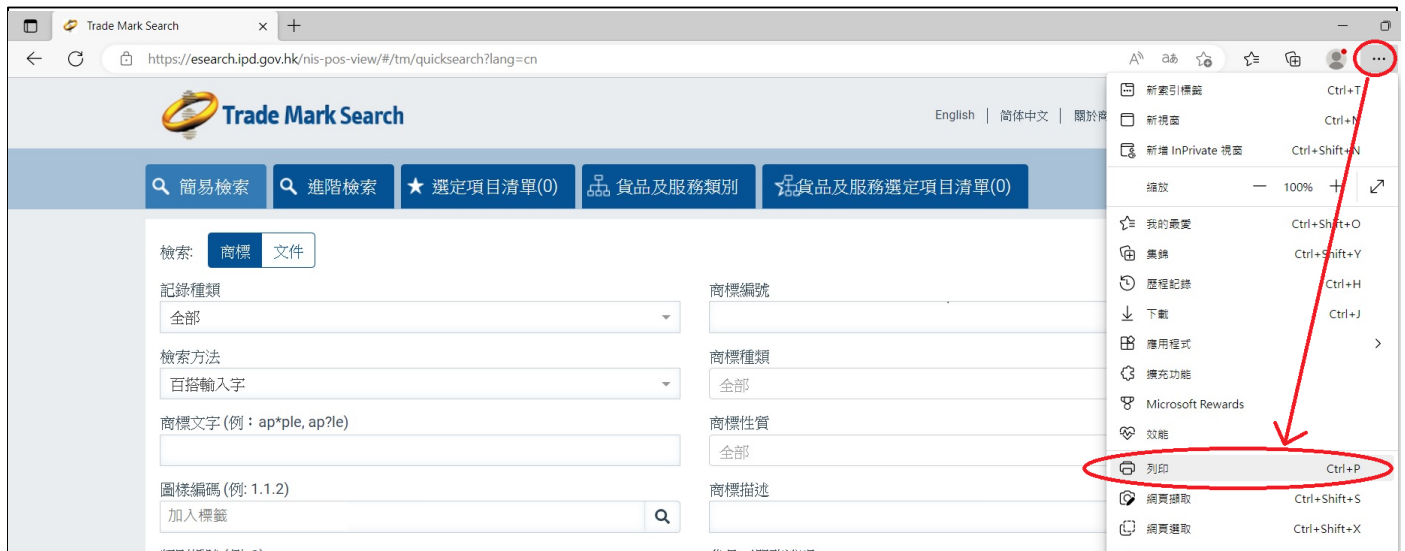 Trade Mark Search
https://esearch.ipd.gov.hk/nis-pos-view/#/tm/quicksearch?lang=cn
aあ
Trade Mark Search
English | 简体中文 | 關於商
簡易檢索
進階檢索
選定項目清單(0)
貨品及服務類別
貨品及服務選定項目清單(0)
檢索:
商標
文件
記錄種類
全部
商標編號
檢索方法
百搭輸入字
商標種類
全部
商標文字 (例：ap*ple, ap?le)
商標性質
全部
圖樣編碼 (例: 1.1.2)
加入標籤
商標描述
新索引標籤 Ctrl+T
新視窗 Ctrl+N
新增 InPrivate 視窗 Ctrl+Shift+N
縮放 — 100% +
我的最愛 Ctrl+Shift+O
集錦 Ctrl+Shift+Y
歷程記錄 Ctrl+H
下載 Ctrl+J
應用程式
擴充功能
Microsoft Rewards
效能
列印 Ctrl+P
網頁擷取 Ctrl+Shift+S
網頁選取 Ctrl+Shift+X